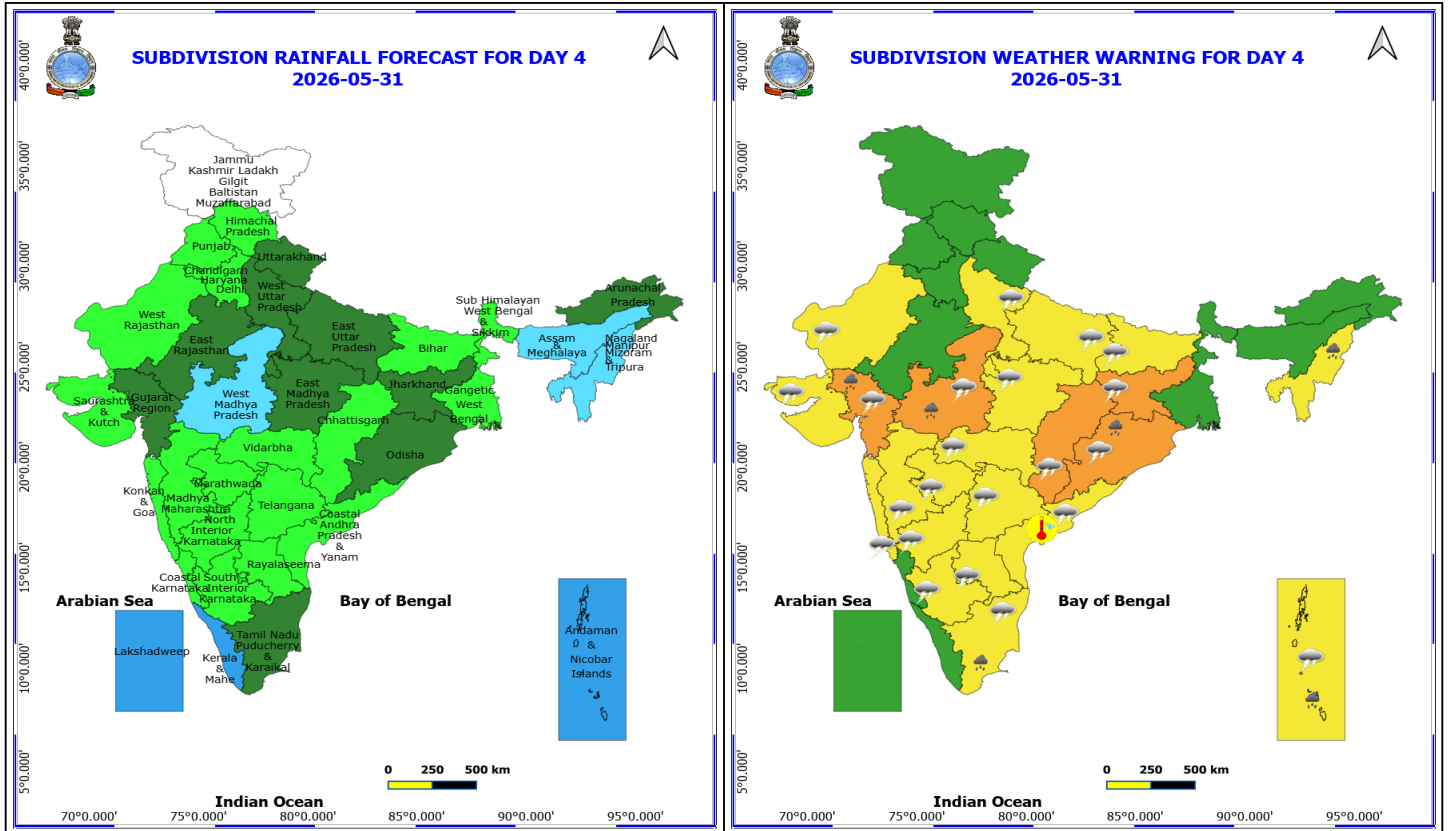 SUBDIVISION RAINFALL FORECAST FOR DAY 4
2026-05-31
40°0.000'
35°0.000'
30°0.000'
25°0.000'
20°0.000'
15°0.000'
10°0.000'
5°0.000'
Jammu
Kashmir Ladakh
Gilgit
Baltistan
Muzaffarabad
Himachal
Pradesh
Punjab
Uttarakhand
Chandigarh
Haryana
Delhi
West
Uttar
Pradesh
Arunachal
Pradesh
Sub Himalayan
West Bengal
&
Sikkim
West
Rajasthan
East
Rajasthan
East
Uttar
Pradesh
Bihar
Assam
&
Meghalaya
Nagaland
Manipur
Mizoram
&
Tripura
Saurashtra
&
Kutch
Gujarat
Region
West
Madhya
Pradesh
East
Madhya
Pradesh
Jharkhand
Gangetic
West
Bengal
Chhattisgarh
Vidarbha
Odisha
Konkan
&
Goa
Marathwada
Madhya
Maharashtra
Telangana
North
Interior
Karnataka
Coastal
Andhra
Pradesh
&
Yanam
Rayalaseema
Coastal
Karnataka
South
Interior
Karnataka
Arabian Sea
Bay of Bengal
Lakshadweep
Kerala
&
Mahe
Tamil Nadu
Puducherry
&
Karaikal
Andaman
&
Nicobar
Islands
0 250 500 km
Indian Ocean
70°0.000' 75°0.000' 80°0.000' 85°0.000' 90°0.000' 95°0.000'
SUBDIVISION WEATHER WARNING FOR DAY 4
2026-05-31
40°0.000'
35°0.000'
30°0.000'
25°0.000'
20°0.000'
15°0.000'
10°0.000'
5°0.000'
Arabian Sea
Bay of Bengal
0 250 500 km
Indian Ocean
70°0.000' 75°0.000' 80°0.000' 85°0.000' 90°0.000' 95°0.000'